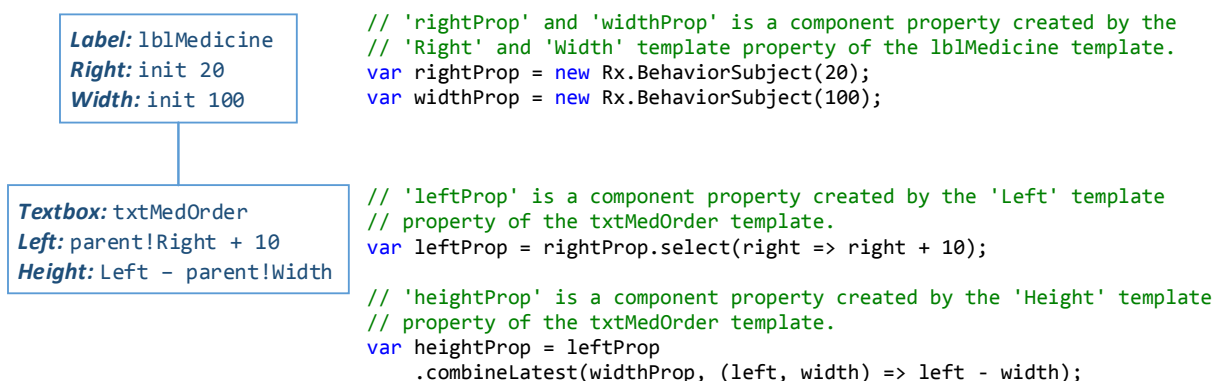 Label: lblMedicine
Right: init 20
Width: init 100
// 'rightProp' and 'widthProp' is a component property created by the
// 'Right' and 'Width' template property of the lblMedicine template.
var rightProp = new Rx.BehaviorSubject(20);
var widthProp = new Rx.BehaviorSubject(100);
Textbox: txtMedOrder
Left: parent!Right + 10
Height: Left – parent!Width
// 'leftProp' is a component property created by the 'Left' template
// property of the txtMedOrder template.
var leftProp = rightProp.select(right => right + 10);
// 'heightProp' is a component property created by the 'Height' template
// property of the txtMedOrder template.
var heightProp = leftProp
.combineLatest(widthProp, (left, width) => left - width);